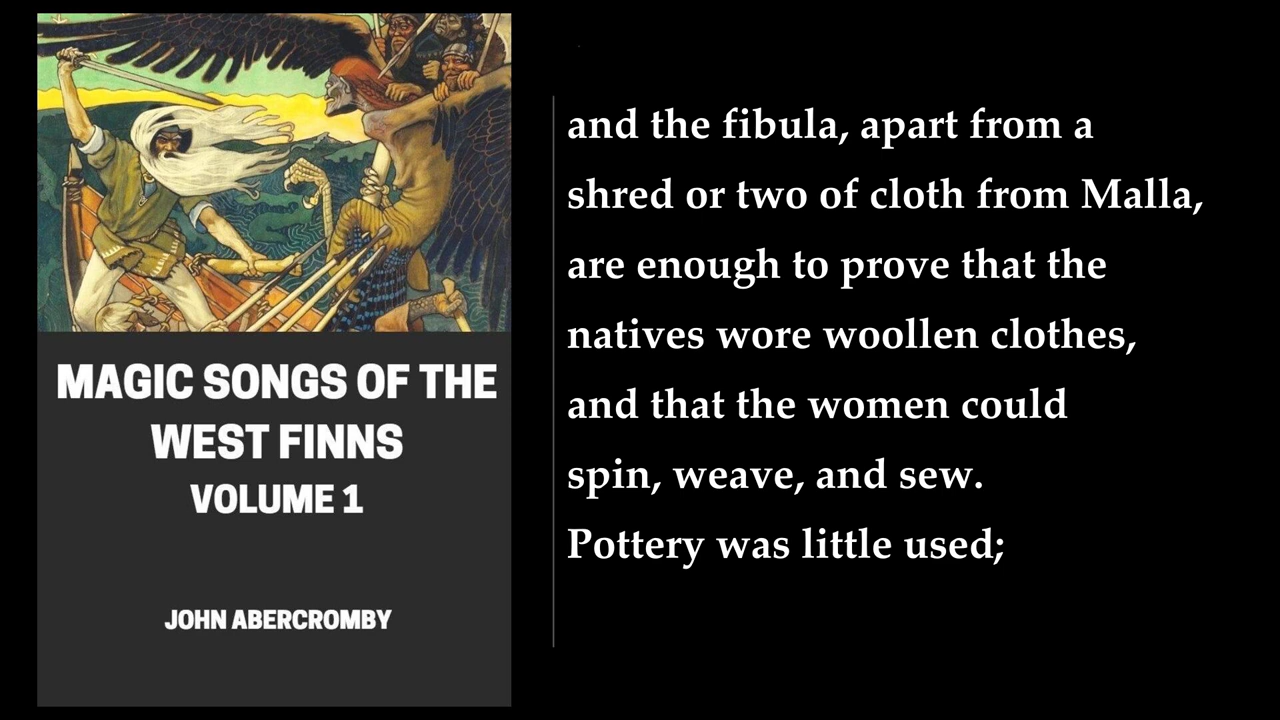 MAGIC SONGS OF THE
WEST FINNS
VOLUME 1
JOHN ABERCROMBY
and the fibula, apart from a
shred or two of cloth from Malla,
are enough to prove that the
natives wore woollen clothes,
and that the women could
spin, weave, and sew.
Pottery was little used;